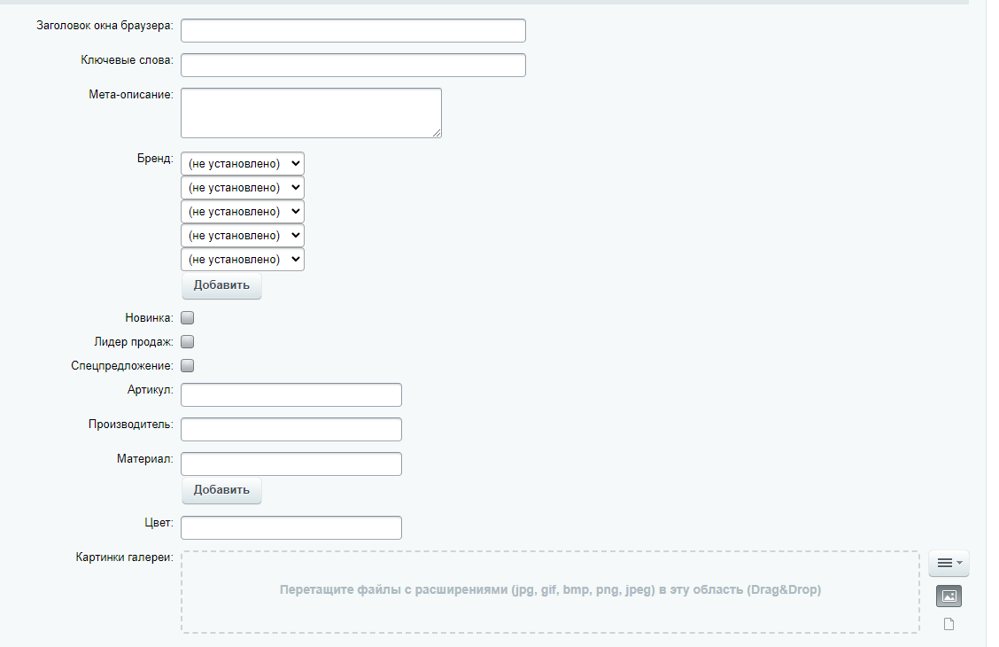 Заголовок окна браузера:
Ключевые слова:
Мета-описание:
Бренд: (не установлено)
(не установлено)
(не установлено)
(не установлено)
(не установлено)
Добавить
Новинка:
Лидер продаж:
Спецпредложение:
Артикул:
Производитель:
Материал:
Добавить
Цвет:
Картинки галереи:
Перетащите файлы с расширениями (jpg, gif, bmp, png, jpeg) в эту область (Drag&Drop)